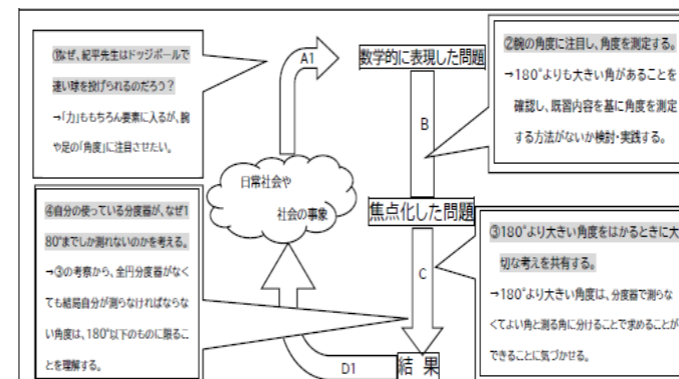 ①なぜ、紀平先生はドッジボールで
速い球を投げられるのだろう？
→「力」ももちろん要素に入るが、腕
や足の「角度」に注目させたい。
A1
数学的に表現した問題
②腕の角度に注目し、角度を測定する。
→180°よりも大きい角があることを
確認し、既習内容を基に角度を測定
する方法がないか検討・実践する。
B
日常社会や
社会の事象
焦点化した問題
④自分の使っている分度器が、なぜ1
80°までしか測れないのかを考える。
→③の考察から、全円分度器がなく
ても結局自分が測らなければならな
い角度は、180°以下のものに限るこ
とを理解する。
③180°より大きい角度をはかるときに大
切な考えを共有する。
→180°より大きい角度は、分度器で測らな
くてよい角と測る角に分けることで求めることが
できることに気づかせる。
C
D1
結 果